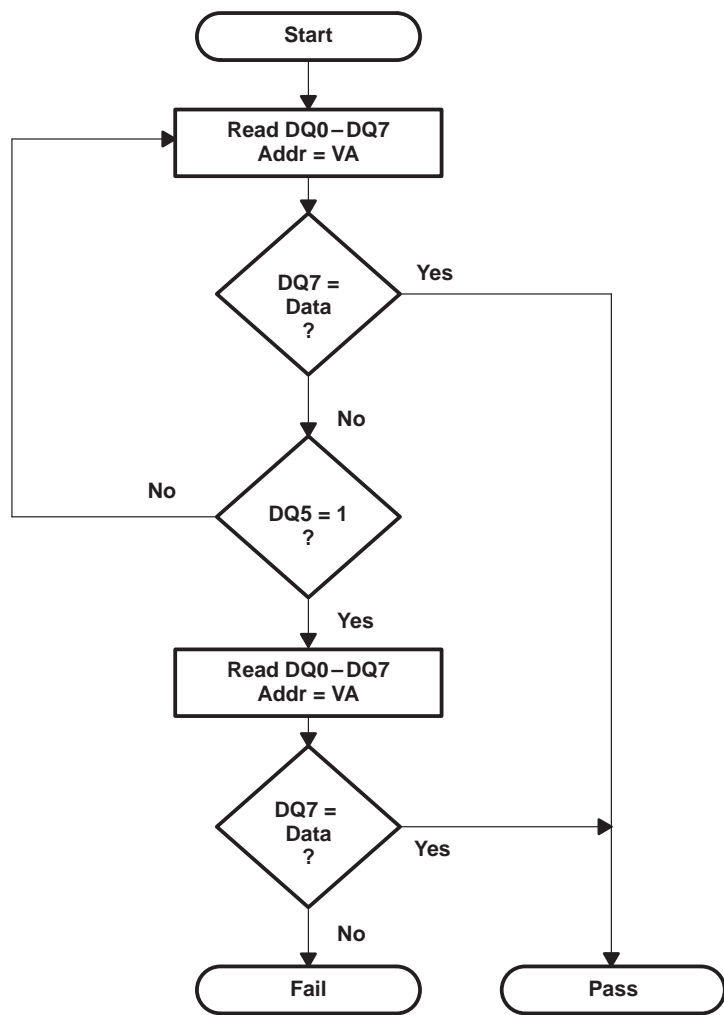 Start
Read DQ0–DQ7
Addr = VA
DQ7 =
Data
?
Yes
No
DQ5 = 1
?
No
Yes
Read DQ0–DQ7
Addr = VA
DQ7 =
Data
?
Yes
No
Fail
Pass